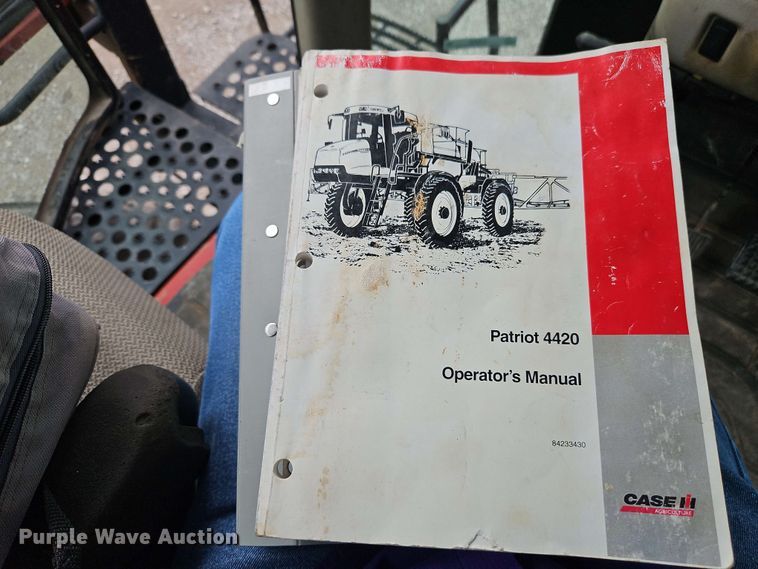 Patriot 4420
Operator's Manual
84233430
CASE IH
AGRICULTURE
Purple Wave Auction®